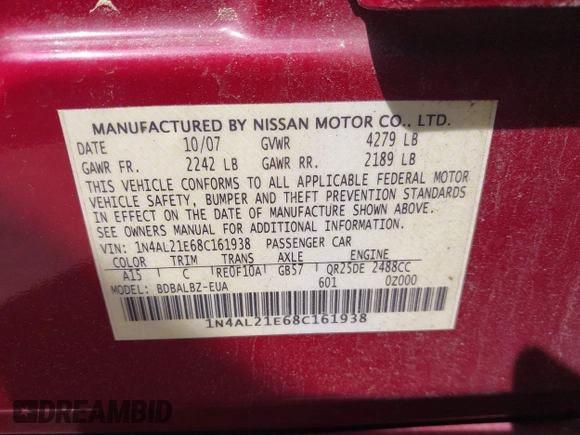 MANUFACTURED BY NISSAN MOTOR CO., LTD.
DATE 10/07 GVWR 4279 LB
GAWR FR. 2242 LB GAWR RR. 2189 LB
THIS VEHICLE CONFORMS TO ALL APPLICABLE FEDERAL MOTOR
VEHICLE SAFETY, BUMPER AND THEFT PREVENTION STANDARDS
IN EFFECT ON THE DATE OF MANUFACTURE SHOWN ABOVE.
SEE OWNERS MANUAL FOR ADDITIONAL INFORMATION.
VIN: 1N4AL21E68C161938 PASSENGER CAR
COLOR TRIM TRANS AXLE ENGINE
A15 C RE0F10A GB57 QR25DE 2488CC
MODEL: BDBALBZ-EUA 601 0Z000
1N4AL21E68C161938
DREAMBID